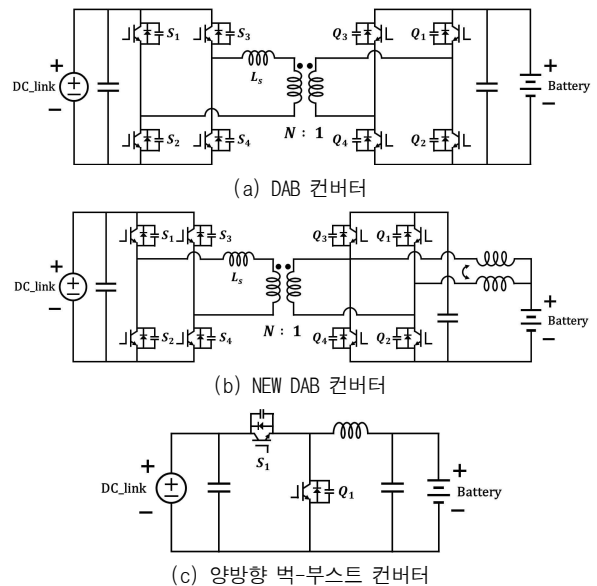 S₁ S₃ Q₃ Q₁
+ + 
DC_link Lₛ Battery
− −
S₂ S₄ N : 1 Q₄ Q₂
(a) DAB 컨버터
S₁ S₃ Q₃ Q₁
+
DC_link Lₛ +
− Battery
S₂ S₄ N : 1 Q₄ Q₂ −
(b) NEW DAB 컨버터
S₁
+ +
DC_link Q₁ Battery
− −
(c) 양방향 벅-부스트 컨버터